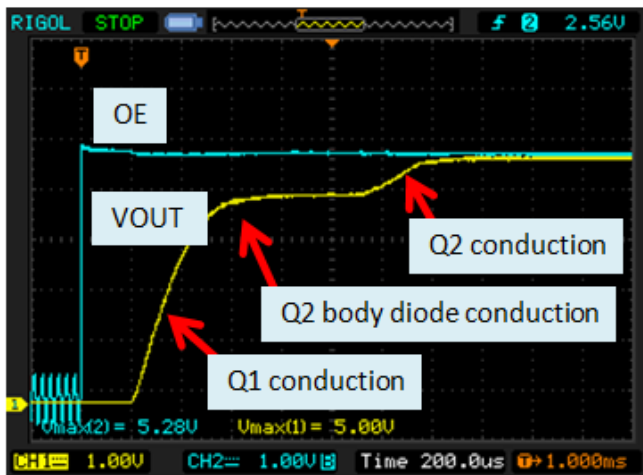 RIGOL STOP T f 2 2.56V
T
OE
VOUT
Q2 conduction
Q2 body diode conduction
Q1 conduction
1
Vmax(2) = 5.28V Vmax(1) = 5.00V
CH1 1.00V CH2 1.00V B Time 200.0us T→1.000ms